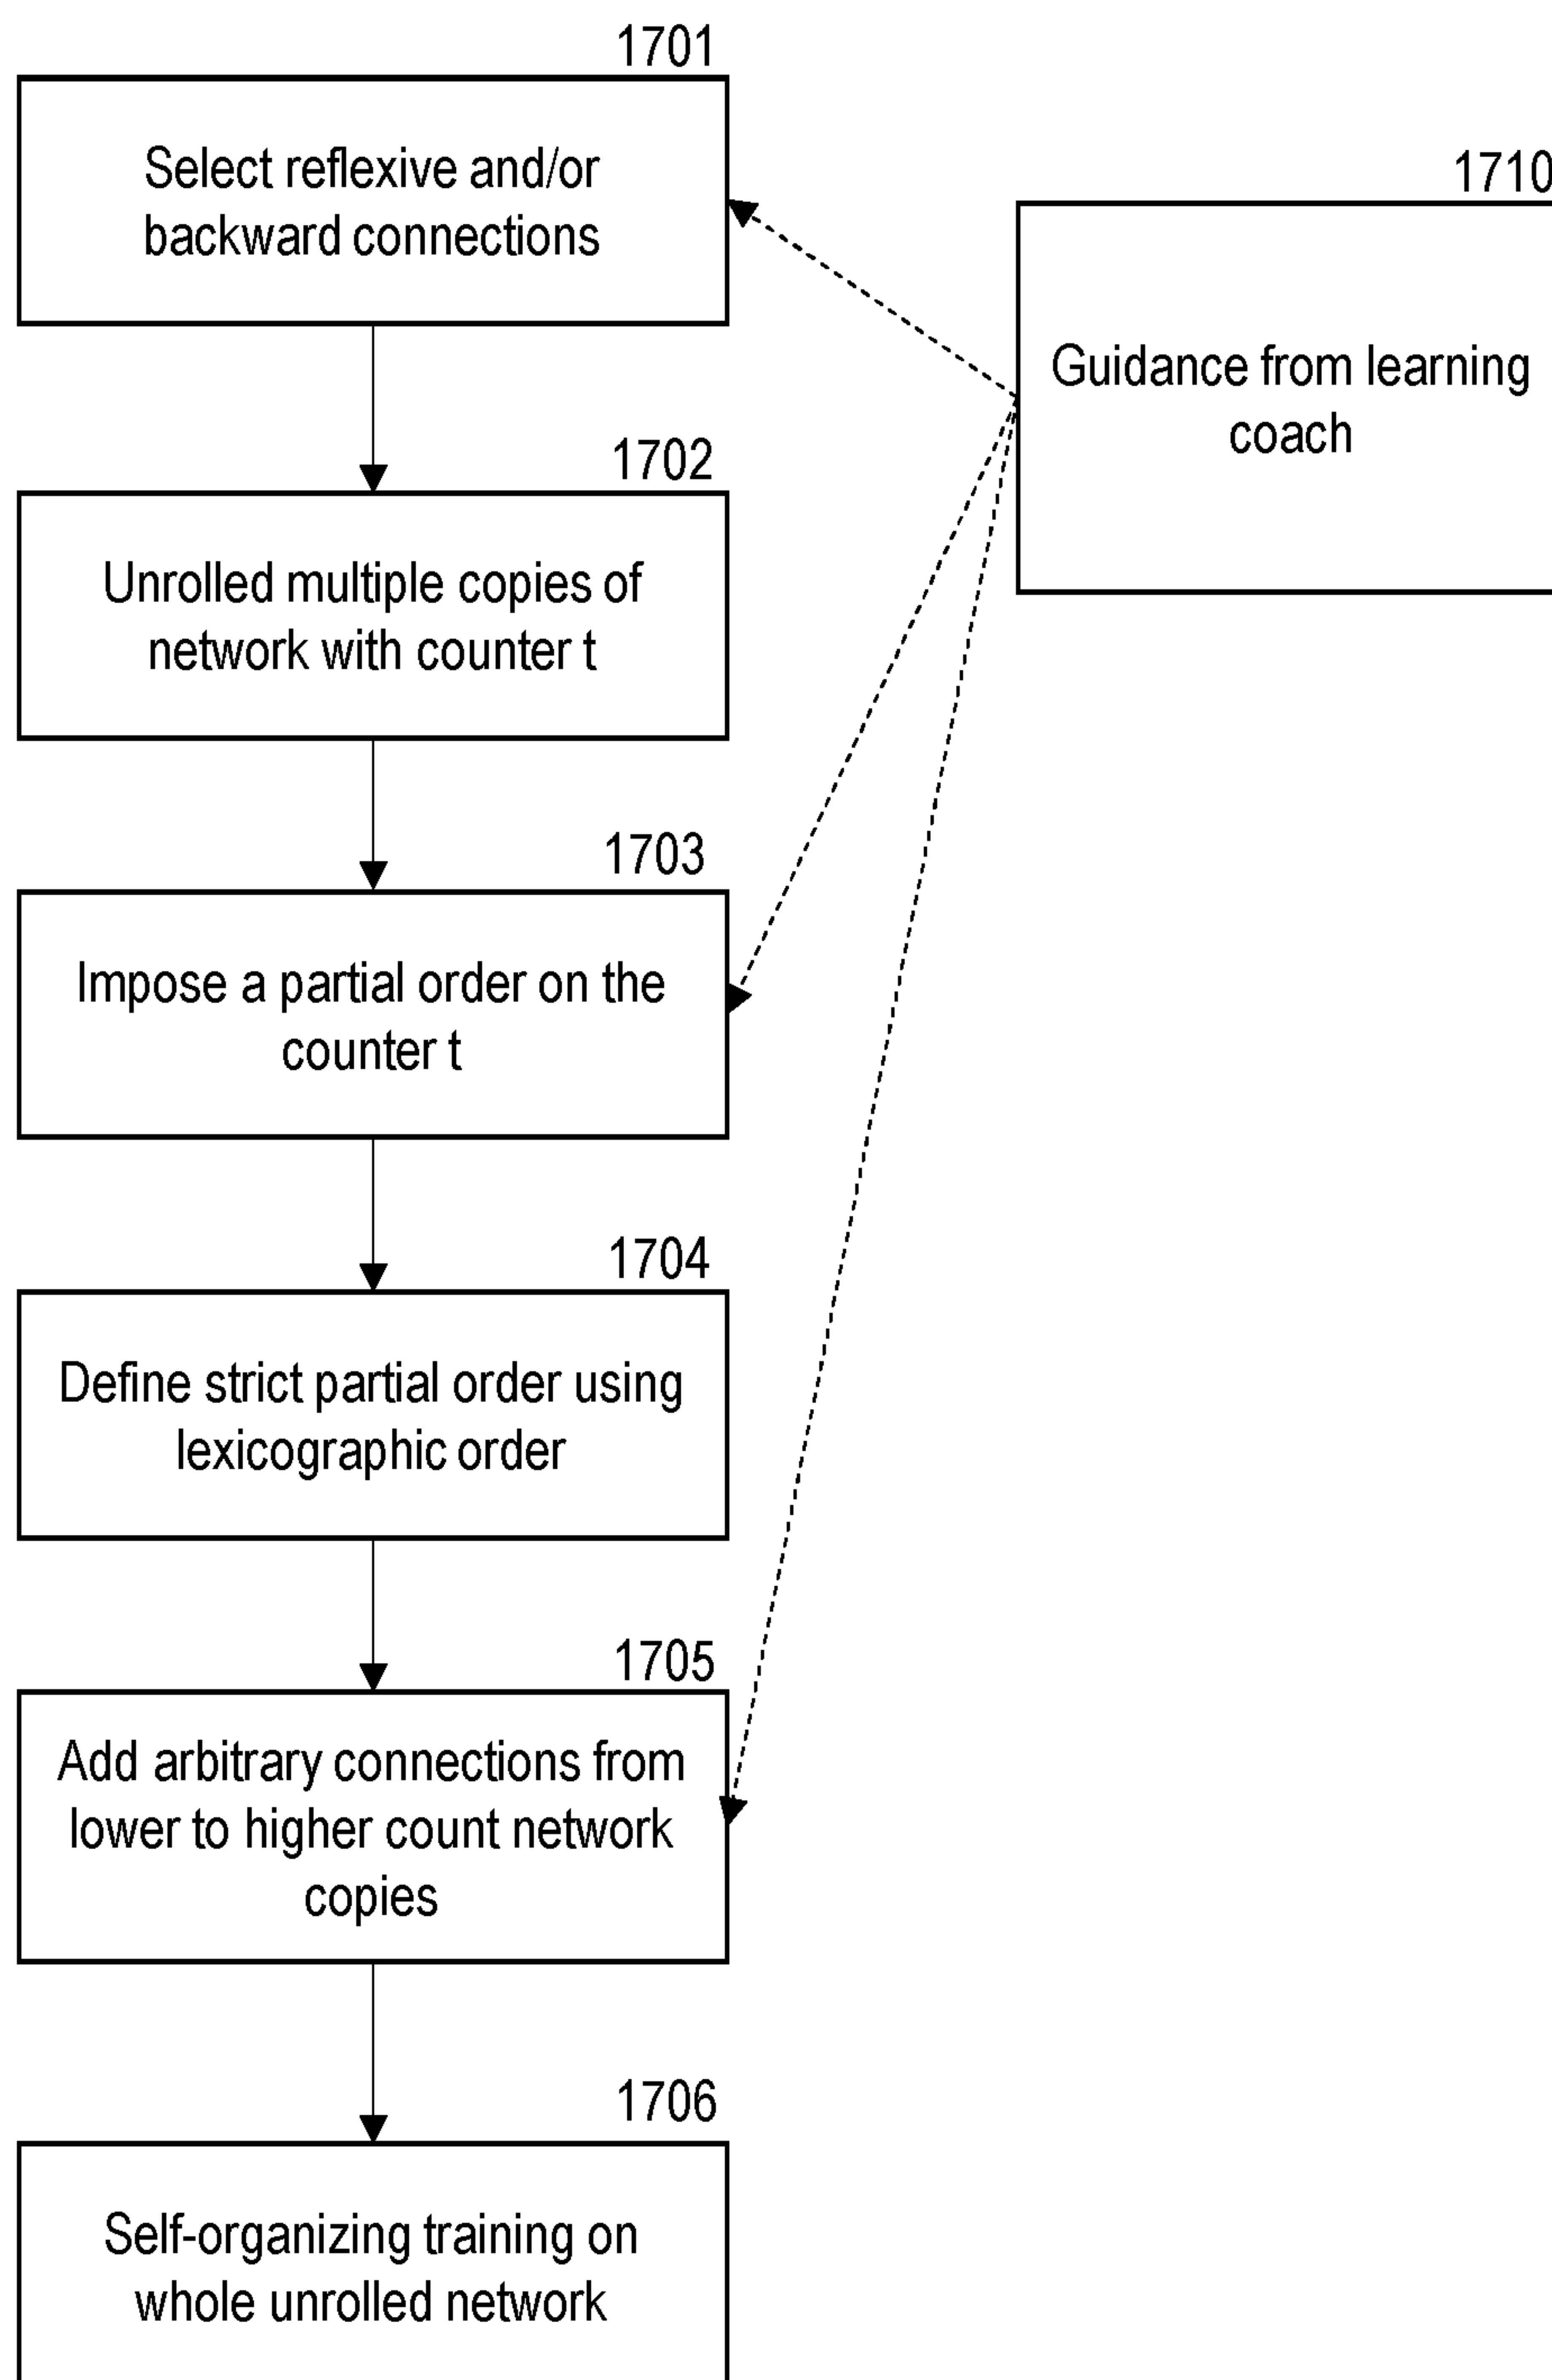 1701
Select reflexive and/or
backward connections
1710
Guidance from learning
coach
1702
Unrolled multiple copies of
network with counter t
1703
Impose a partial order on the
counter t
1704
Define strict partial order using
lexicographic order
1705
Add arbitrary connections from
lower to higher count network
copies
1706
Self-organizing training on
whole unrolled network